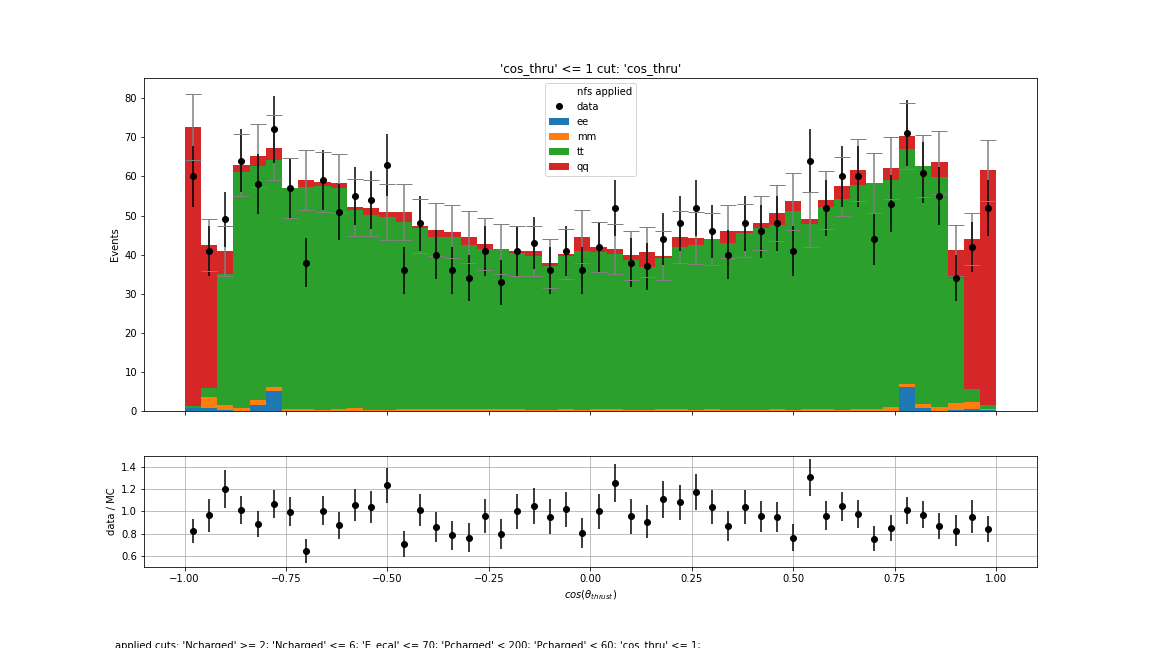 'cos_thru' <= 1 cut: 'cos_thru'
nfs applied
data
ee
mm
tt
qq
Events
80
70
60
50
40
30
20
10
0
data / MC
1.4
1.2
1.0
0.8
0.6
−1.00 −0.75 −0.50 −0.25 0.00 0.25 0.50 0.75 1.00
cos(θthrust)
applied cuts: 'Ncharged' >= 2; 'Ncharged' <= 6; 'E_ecal' <= 70; 'Pcharged' < 200; 'Pcharged' < 60; 'cos_thru' <= 1;